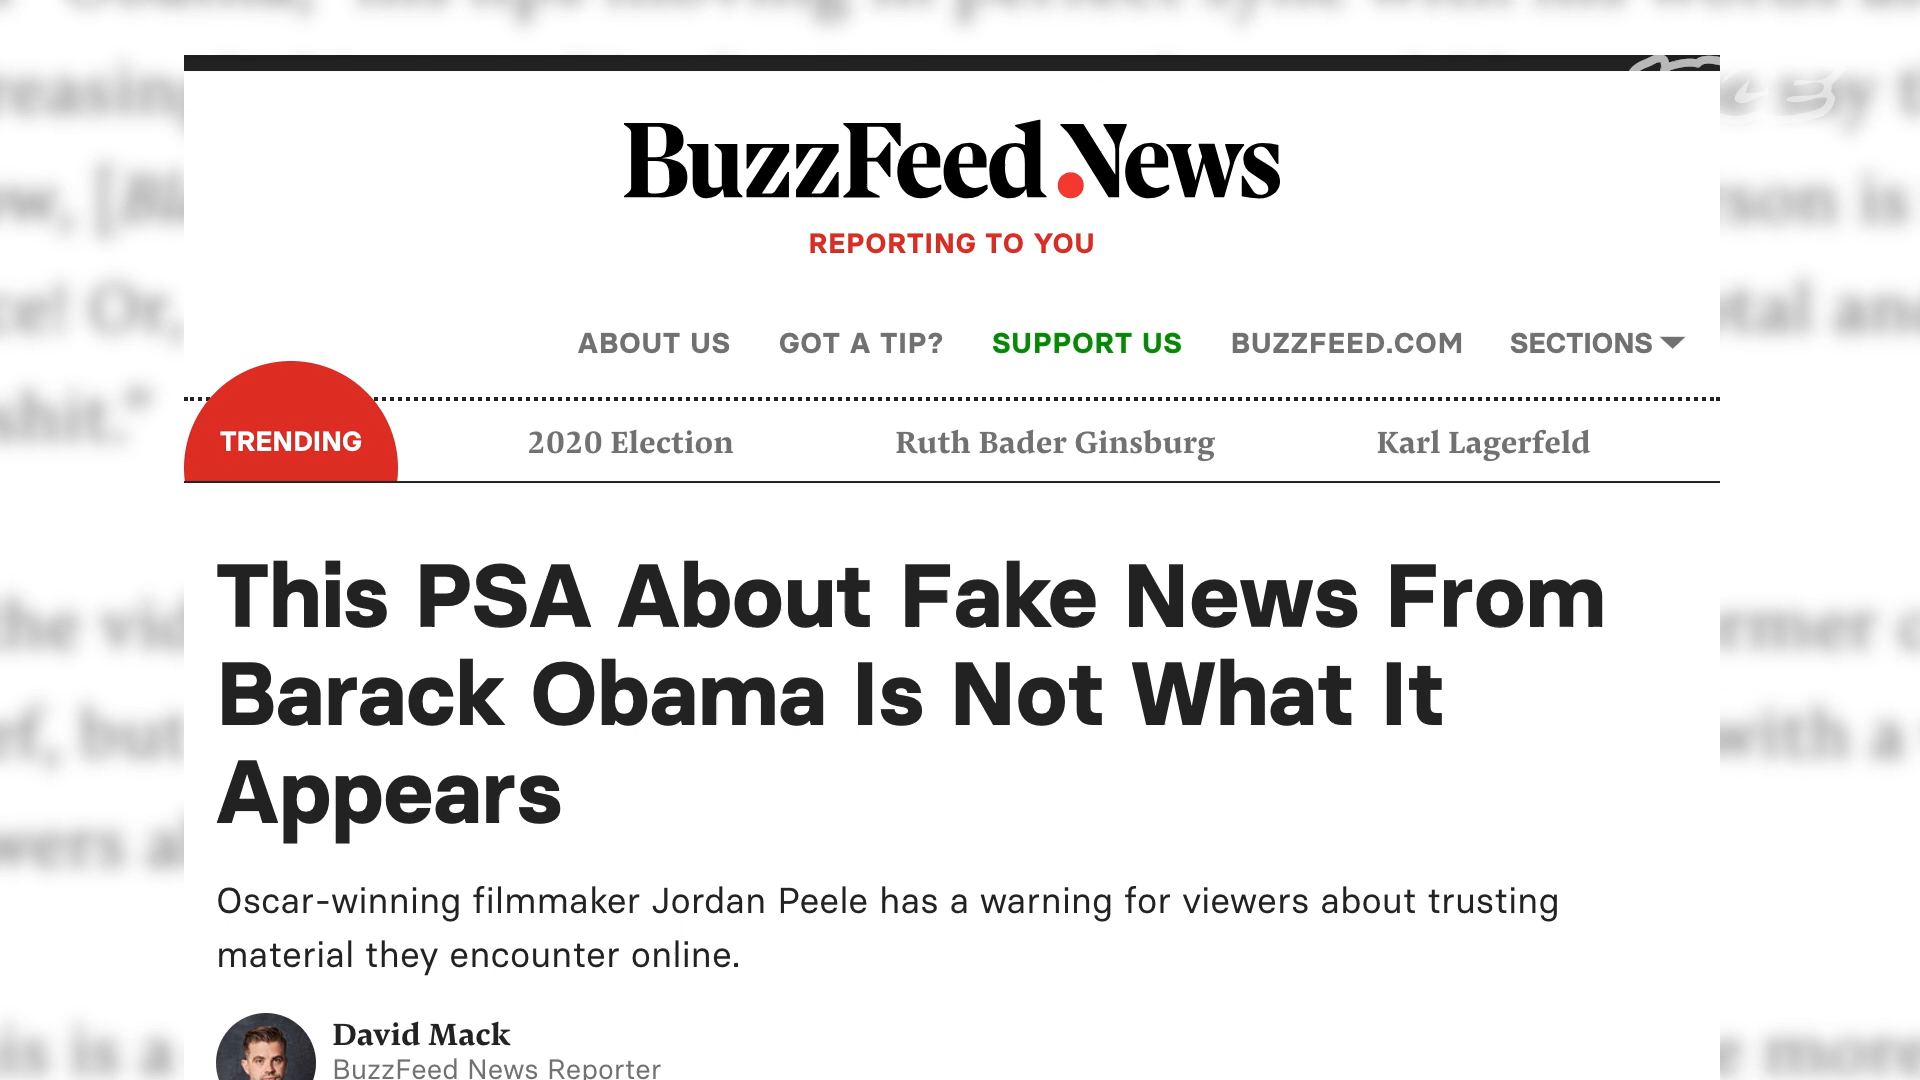 BuzzFeed News
REPORTING TO YOU
ABOUT US GOT A TIP? SUPPORT US BUZZFEED.COM SECTIONS
TRENDING 2020 Election Ruth Bader Ginsburg Karl Lagerfeld
This PSA About Fake News From
Barack Obama Is Not What It
Appears
Oscar-winning filmmaker Jordan Peele has a warning for viewers about trusting
material they encounter online.
David Mack
BuzzFeed News Reporter